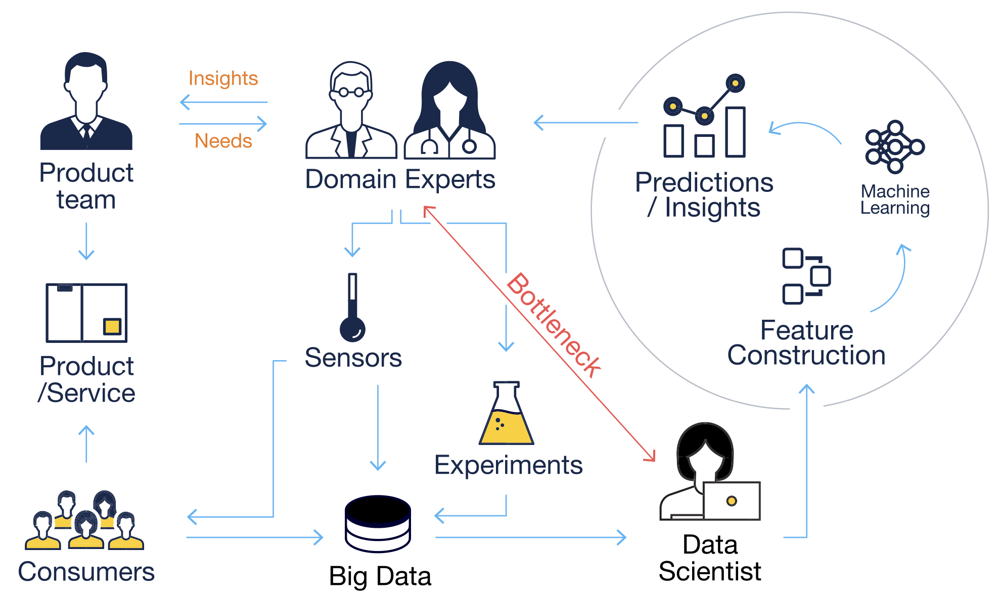 Insights
Needs
Product
team
Domain Experts
Predictions
/ Insights
Machine
Learning
Bottleneck
Feature
Construction
Product
/Service
Sensors
Experiments
Consumers
Big Data
Data
Scientist